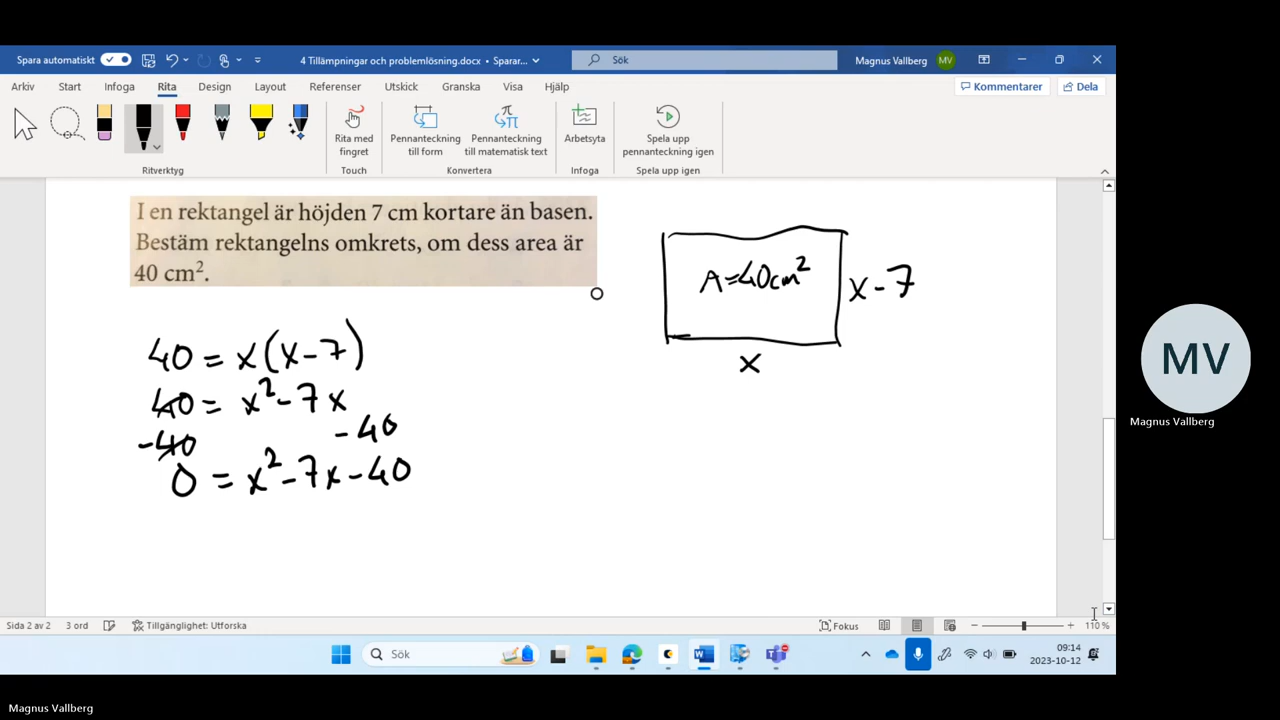 Spara automatiskt
4 Tillämpningar och problemlösning.docx • Sparar...
Sök
Magnus Vallberg
MV
Arkiv Start Infoga Rita Design Layout Referenser Utskick Granska Visa Hjälp
Kommentarer
Dela
Rita med fingret
Pennanteckning till form
Pennanteckning till matematisk text
Arbetsyta
Spela upp pennanteckning igen
Ritverktyg
Touch
Konvertera
Infoga
Spela upp igen
I en rektangel är höjden 7 cm kortare än basen.
Bestäm rektangelns omkrets, om dess area är
40 cm².
A=40cm²
x-7
x
40 = x(x-7)
40 = x²-7x
-40 -40
0 = x²-7x-40
MV
Magnus Vallberg
Sida 2 av 2
3 ord
Tillgänglighet: Utforska
Fokus
110 %
Sök
09:14
2023-10-12
Magnus Vallberg